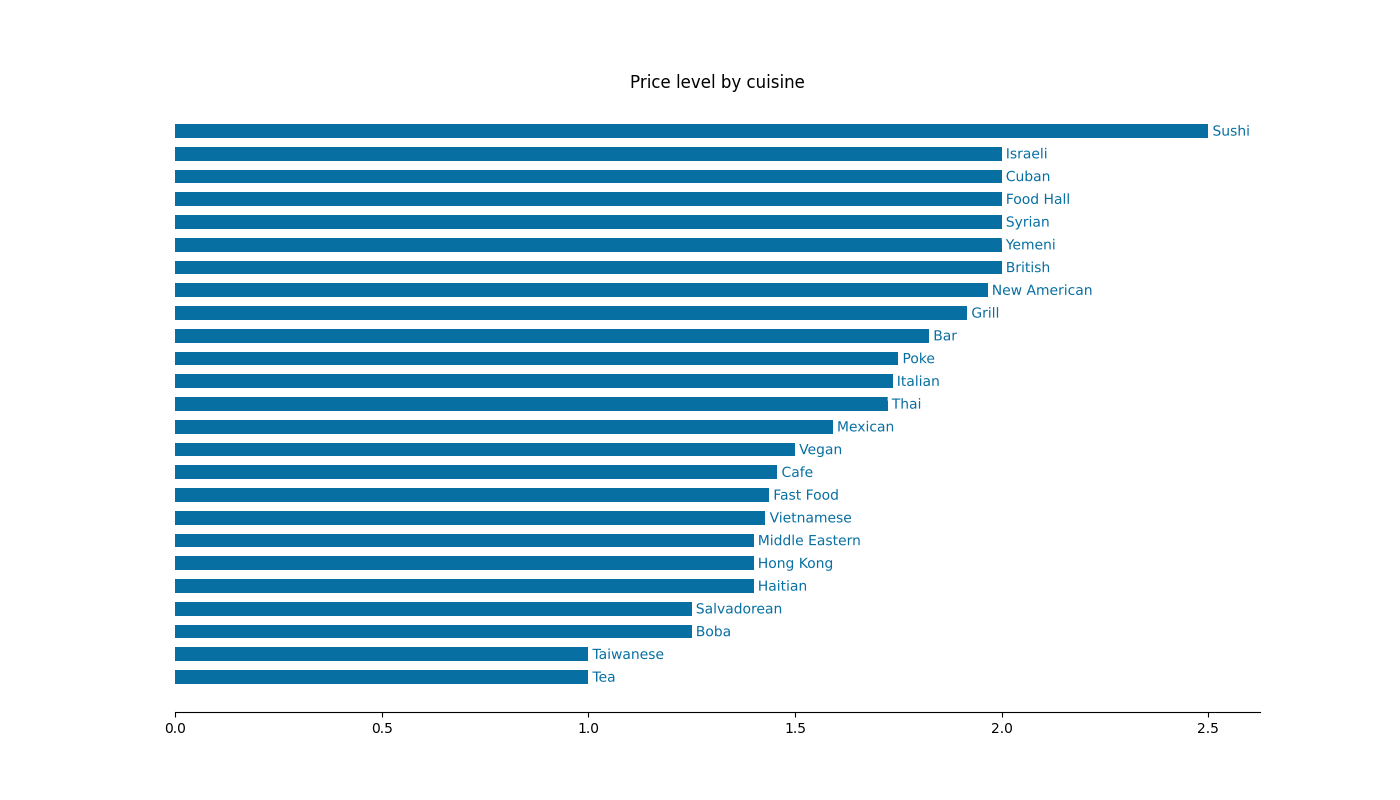 Price level by cuisine
Sushi
Israeli
Cuban
Food Hall
Syrian
Yemeni
British
New American
Grill
Bar
Poke
Italian
Thai
Mexican
Vegan
Cafe
Fast Food
Vietnamese
Middle Eastern
Hong Kong
Haitian
Salvadorean
Boba
Taiwanese
Tea
0.0 0.5 1.0 1.5 2.0 2.5